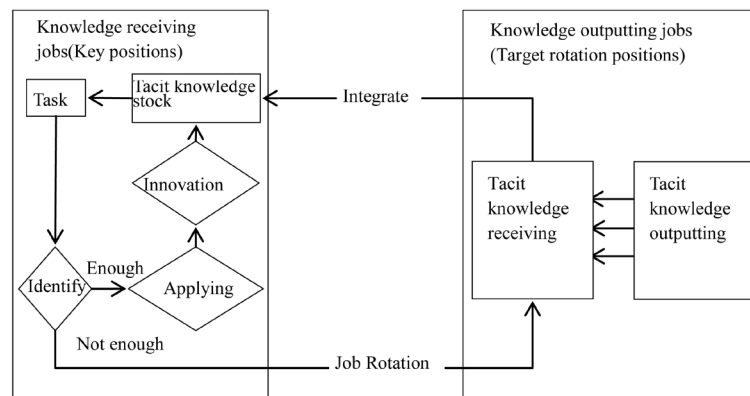 Knowledge receiving
jobs(Key positions)
Task
Tacit knowledge
stock
Innovation
Identify
Enough
Applying
Not enough
Integrate
Job Rotation
Knowledge outputting jobs
(Target rotation positions)
Tacit
knowledge
receiving
Tacit
knowledge
outputting